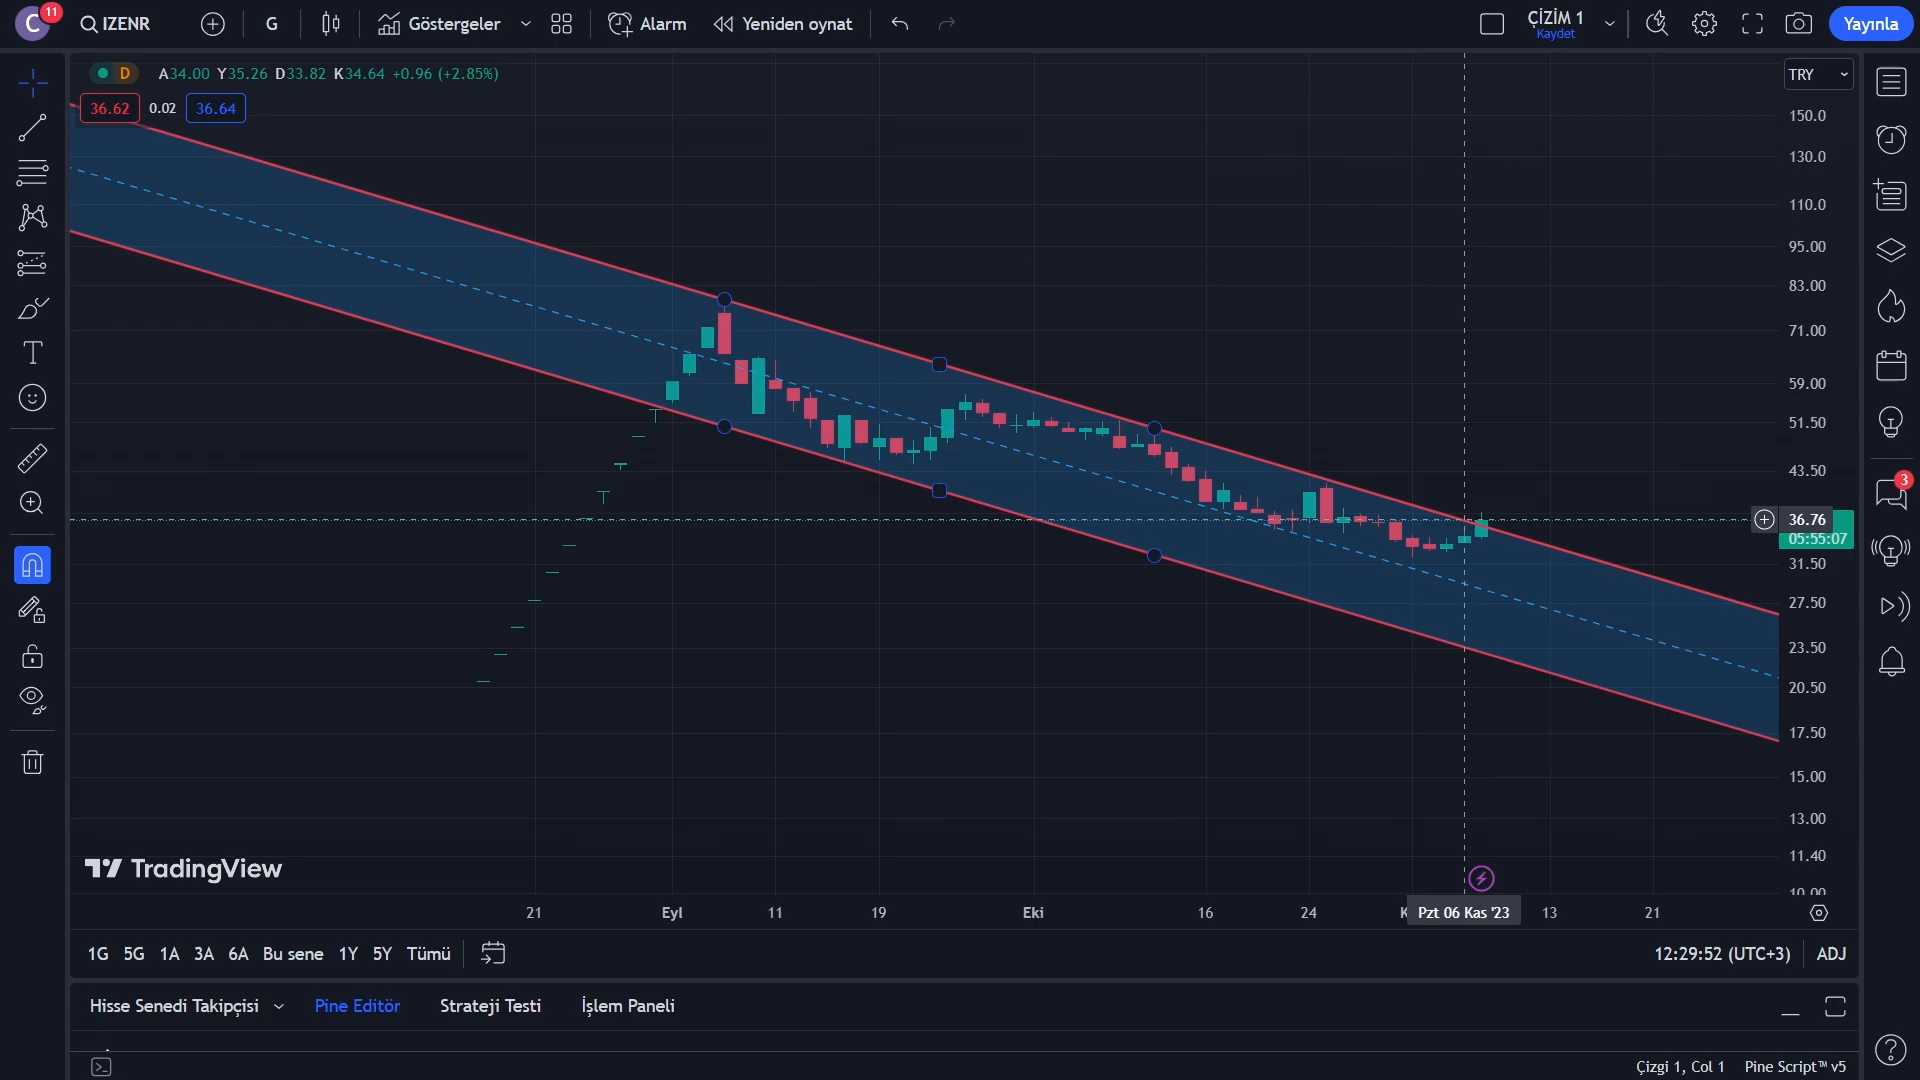 C 11 IZENR G Göstergeler Alarm Yeniden oynat ÇİZİM 1 Yayınla
Kaydet
D A34.00 Y35.26 D33.82 K34.64 +0.96 (+2.85%) TRY
36.62 0.02 36.64
150.0
130.0
110.0
95.00
83.00
71.00
59.00
51.50
43.50
3
36.76
05:55:07
31.50
27.50
23.50
20.50
17.50
15.00
13.00
11.40
10.00
TradingView
21 Eyl 11 19 Eki 16 24 K Pzt 06 Kas '23 13 21
1G 5G 1A 3A 6A Bu sene 1Y 5Y Tümü 12:29:52 (UTC+3) ADJ
Hisse Senedi Takipçisi Pine Editör Strateji Testi İşlem Paneli
Çizgi 1, Col 1 Pine Script™ v5